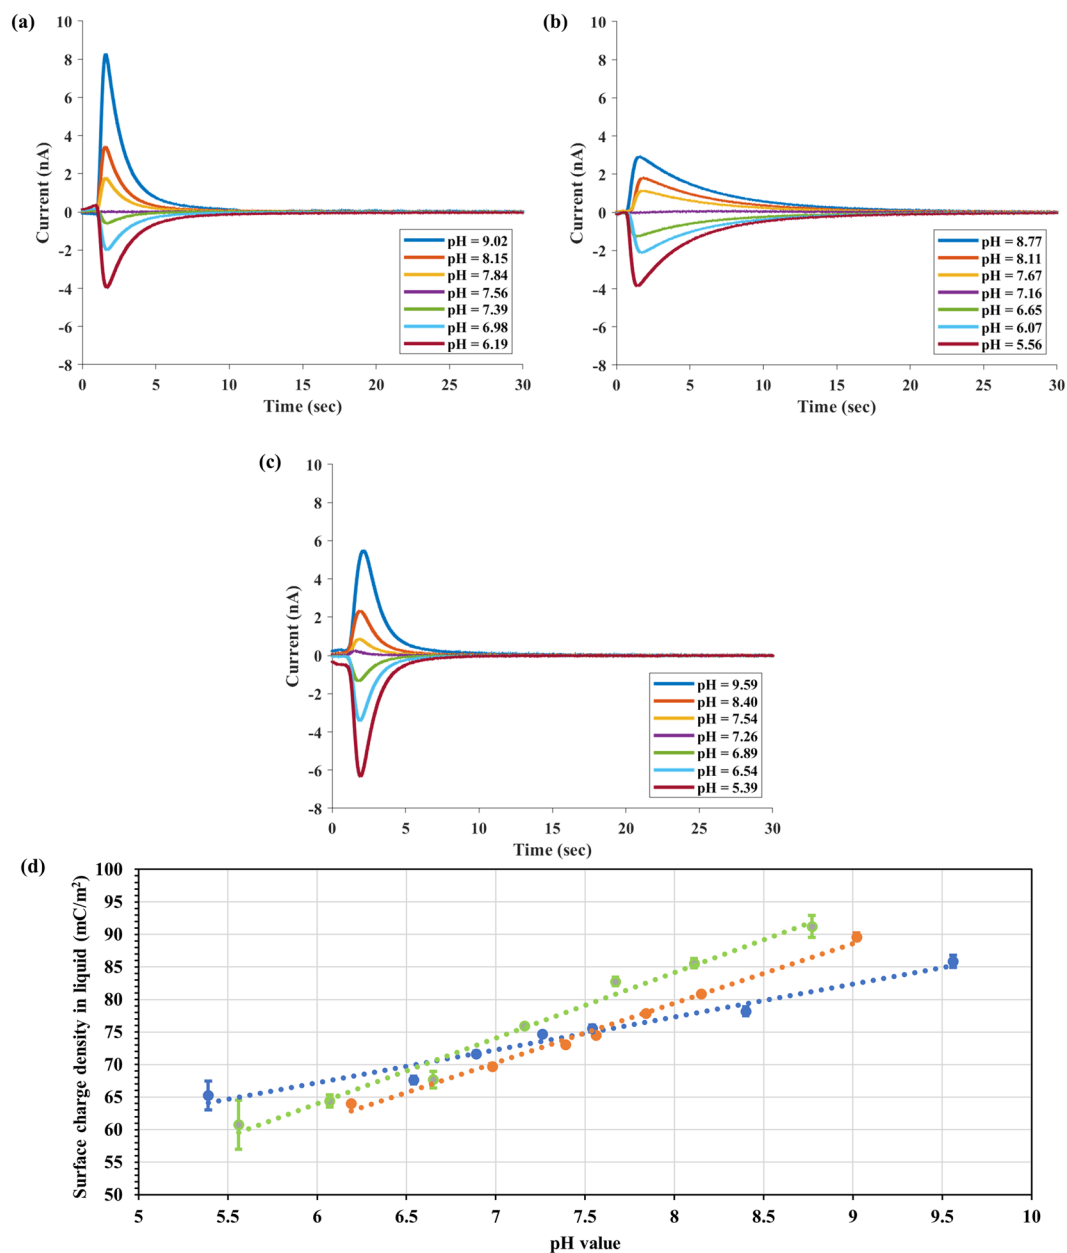 (a)
10
8
6
4
2
0
-2
-4
-6
-8
Current (nA)
pH = 9.02
pH = 8.15
pH = 7.84
pH = 7.56
pH = 7.39
pH = 6.98
pH = 6.19
0 5 10 15 20 25 30
Time (sec)
(b)
10
8
6
4
2
0
-2
-4
-6
-8
Current (nA)
pH = 8.77
pH = 8.11
pH = 7.67
pH = 7.16
pH = 6.65
pH = 6.07
pH = 5.56
0 5 10 15 20 25 30
Time (sec)
(c)
10
8
6
4
2
0
-2
-4
-6
-8
Current (nA)
pH = 9.59
pH = 8.40
pH = 7.54
pH = 7.26
pH = 6.89
pH = 6.54
pH = 5.39
0 5 10 15 20 25 30
Time (sec)
(d)
100
95
90
85
80
75
70
65
60
55
50
Surface charge density in liquid (mC/m²)
5 5.5 6 6.5 7 7.5 8 8.5 9 9.5 10
pH value